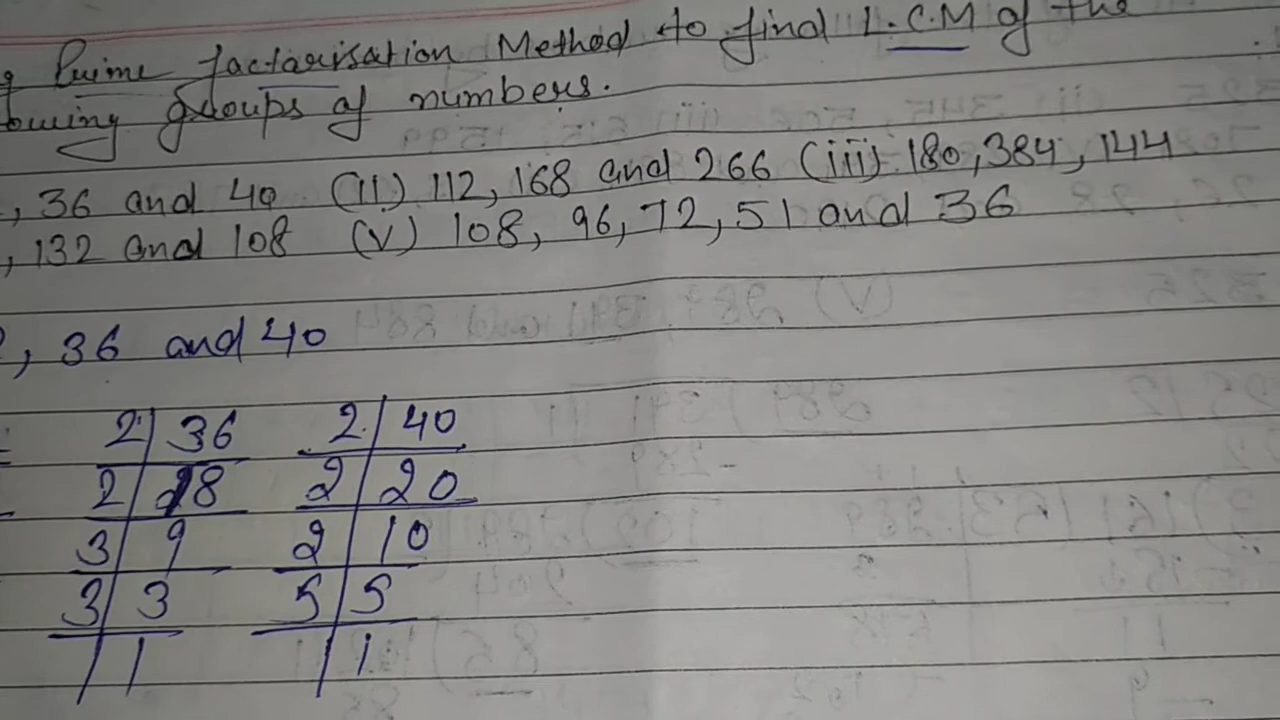 Prime factorisation Method to find L.C.M of the
owing groups of numbers.
, 36 and 40 (II) 112, 168 and 266 (iii) 180, 384, 144
, 132 and 108 (V) 108, 96, 72, 51 and 36
, 36 and 40
2 36 2 40
2 18 2 20
3 9 2 10
3 3 5 5
1 1